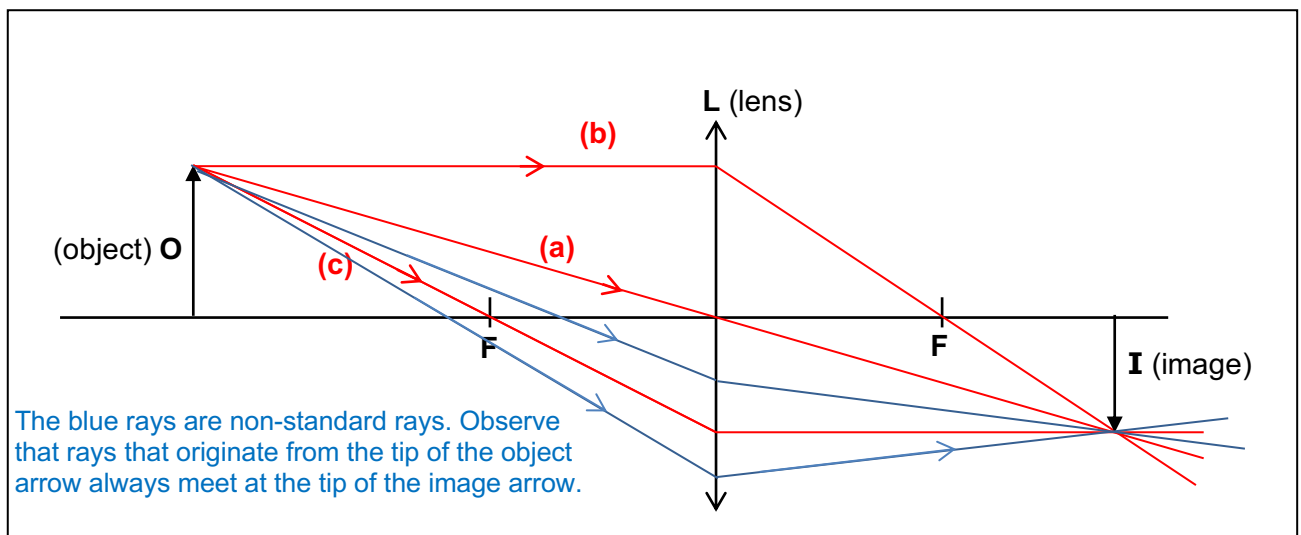 L (lens)
(b)
(object) O
(a)
(c)
F
F
I (image)
The blue rays are non-standard rays. Observe
that rays that originate from the tip of the object
arrow always meet at the tip of the image arrow.